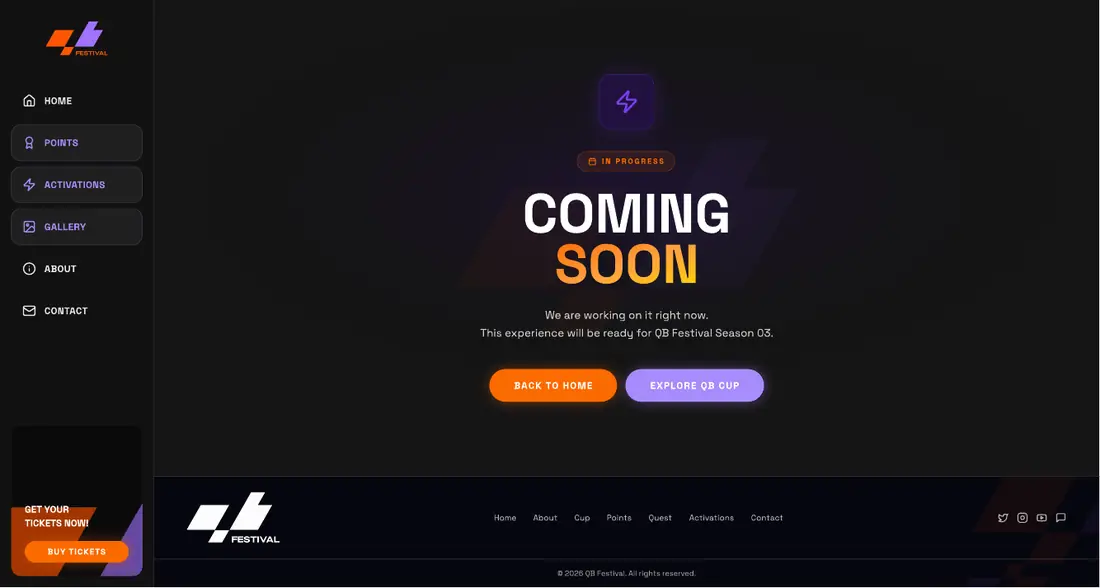 FESTIVAL
HOME
POINTS
ACTIVATIONS
GALLERY
ABOUT
CONTACT
GET YOUR
TICKETS NOW!
BUY TICKETS
IN PROGRESS
COMING
SOON
We are working on it right now.
This experience will be ready for QB Festival Season 03.
BACK TO HOME
EXPLORE QB CUP
FESTIVAL
Home
About
Cup
Points
Quest
Activations
Contact
© 2026 QB Festival. All rights reserved.